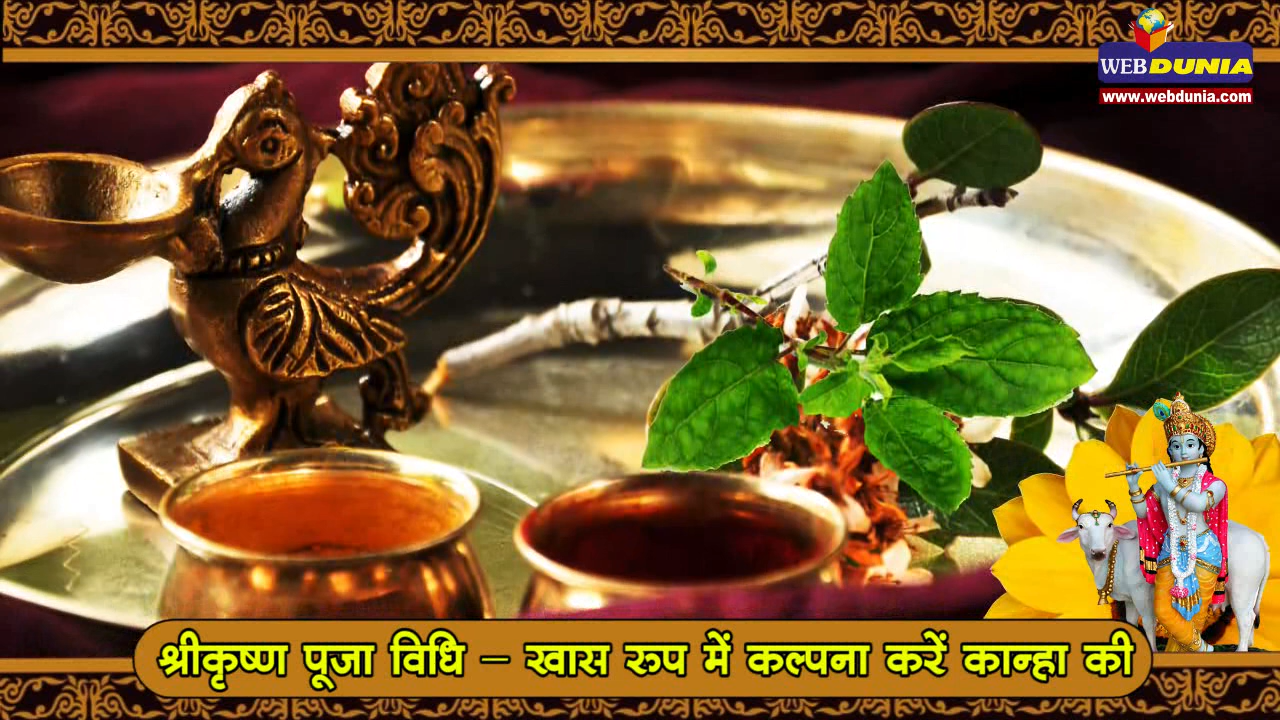 WEBDUNIA
www.webdunia.com
श्रीकृष्ण पूजा विधि – खास रूप में कल्पना करें कान्हा की